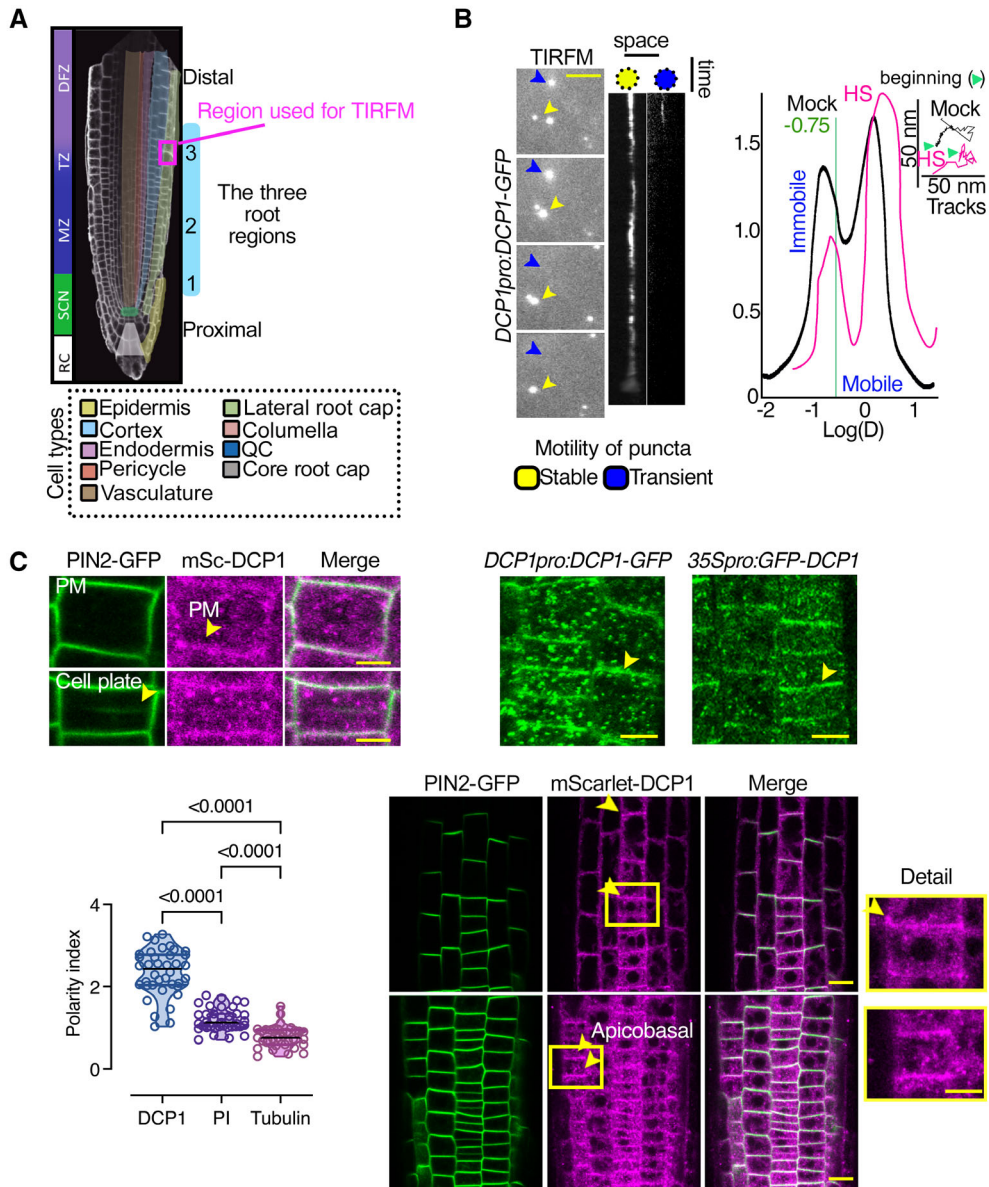 A
DFZ
TZ
MZ
SCN
RC
Distal
Region used for TIRFM
3
2
1
The three
root
regions
Proximal
Cell types
Epidermis
Cortex
Endodermis
Pericycle
Vasculature
Lateral root cap
Columella
QC
Core root cap
B
TIRFM
space
time
DCP1pro:DCP1-GFP
Motility of puncta
Stable
Transient
beginning ( )
Mock
-0.75
HS
Mock
HS
50 nm
50 nm
Tracks
Immobile
Mobile
1.5
1.0
0.5
0
-2
-1
0
1
Log(D)
C
PIN2-GFP
mSc-DCP1
Merge
PM
PM
Cell plate
DCP1pro:DCP1-GFP
35Spro:GFP-DCP1
<0.0001
<0.0001
<0.0001
Polarity index
4
2
0
DCP1
PI
Tubulin
PIN2-GFP
mScarlet-DCP1
Merge
Apicobasal
Detail